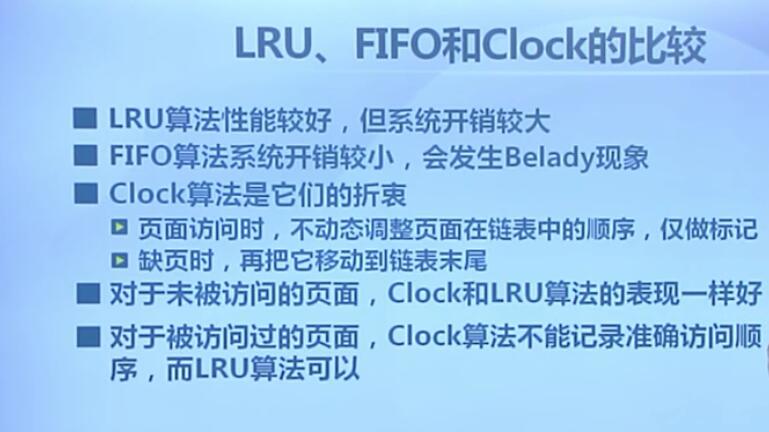 LRU、FIFO和Clock的比较
LRU算法性能较好，但系统开销较大
FIFO算法系统开销较小，会发生Belady现象
Clock算法是它们的折衷
页面访问时，不动态调整页面在链表中的顺序，仅做标记
缺页时，再把它移动到链表末尾
对于未被访问的页面，Clock和LRU算法的表现一样好
对于被访问过的页面，Clock算法不能记录准确访问顺
序，而LRU算法可以